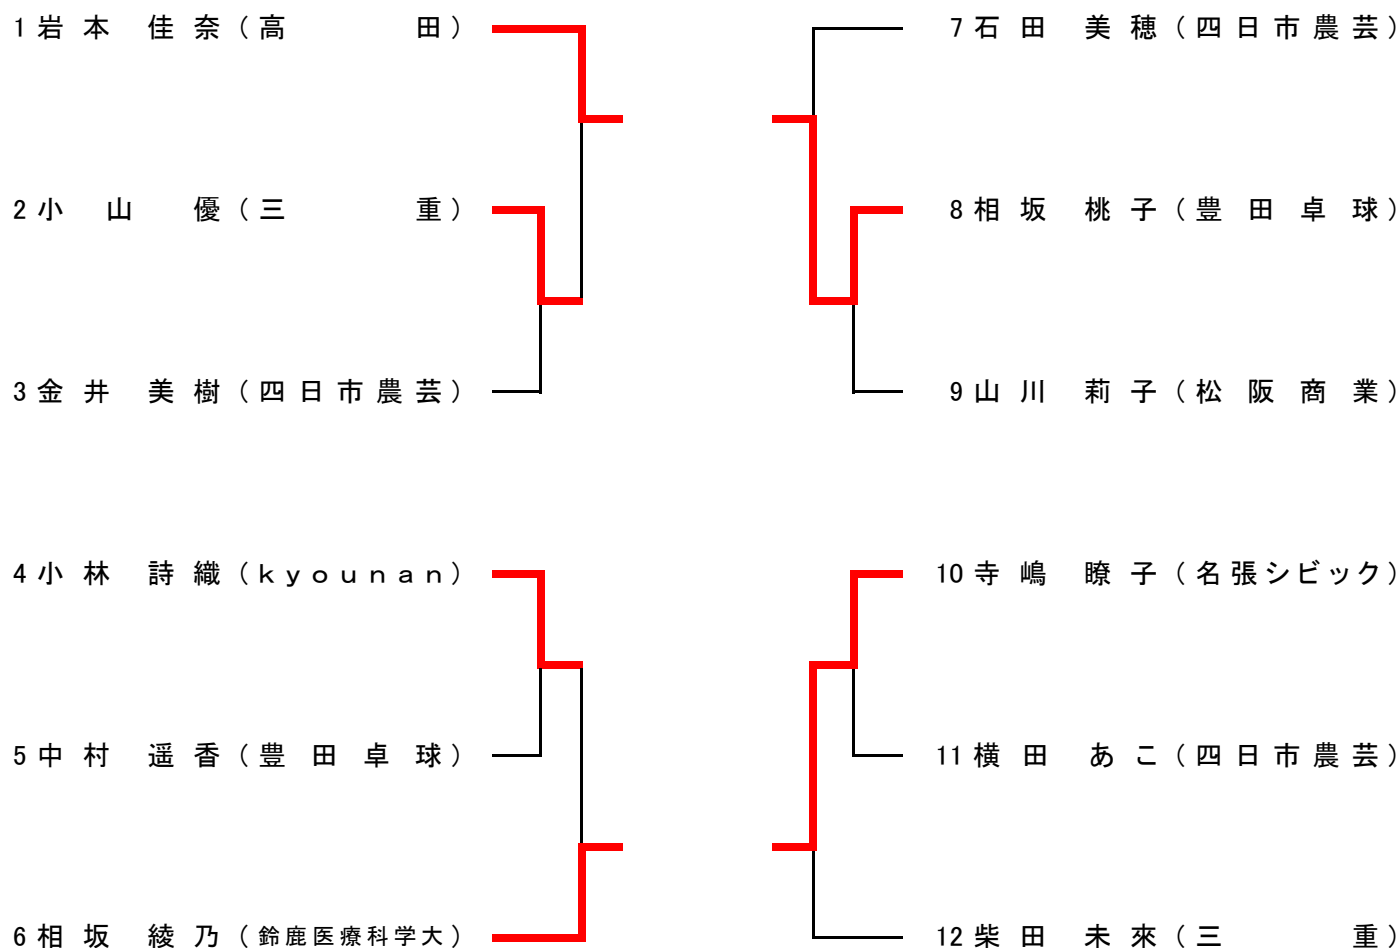 1 岩本 佳奈(高田)
2 小山 優(三重)
3 金井 美樹(四日市農芸)
4 小林 詩織(kyounan)
5 中村 遥香(豊田卓球)
6 相坂 綾乃(鈴鹿医療科学大)
7 石田 美穂(四日市農芸)
8 相坂 桃子(豊田卓球)
9 山川 莉子(松阪商業)
10 寺嶋 瞭子(名張シビック)
11 横田 あこ(四日市農芸)
12 柴田 未來(三重)